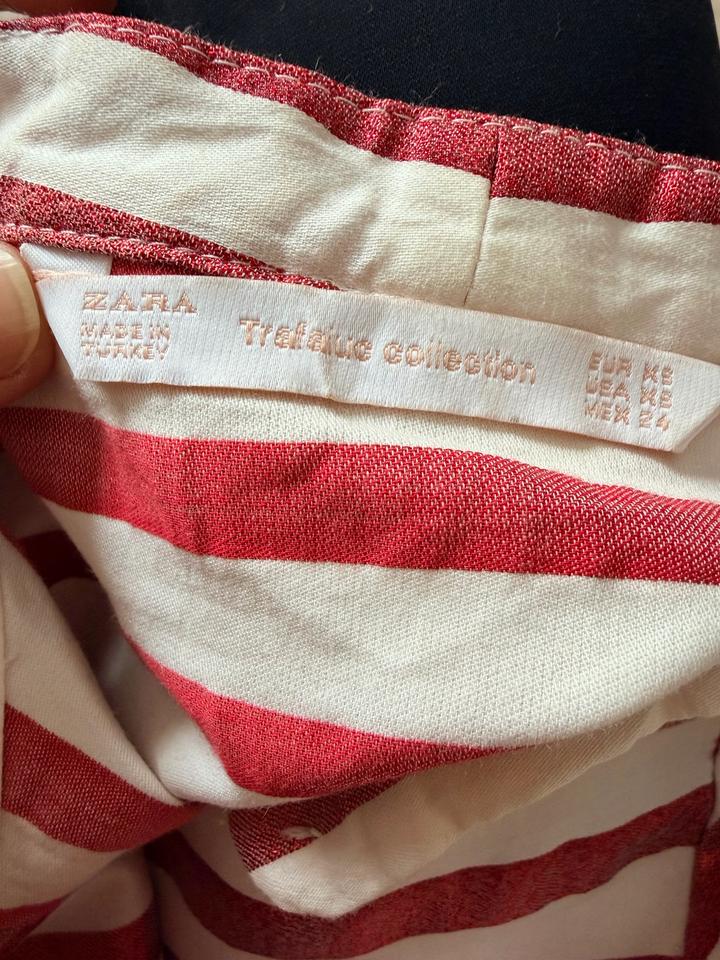 ZARA
MADE IN
TURKEY
Trafaluc collection
EUR XS
USA XS
MEX 24